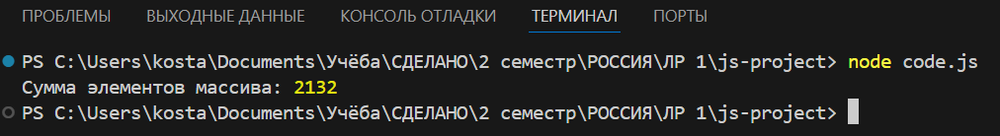 ПРОБЛЕМЫ ВЫХОДНЫЕ ДАННЫЕ КОНСОЛЬ ОТЛАДКИ ТЕРМИНАЛ ПОРТЫ
PS C:\Users\kosta\Documents\Учёба\СДЕЛАНО\2 семестр\РОССИЯ\ЛР 1\js-project> node code.js
Сумма элементов массива: 2132
PS C:\Users\kosta\Documents\Учёба\СДЕЛАНО\2 семестр\РОССИЯ\ЛР 1\js-project>